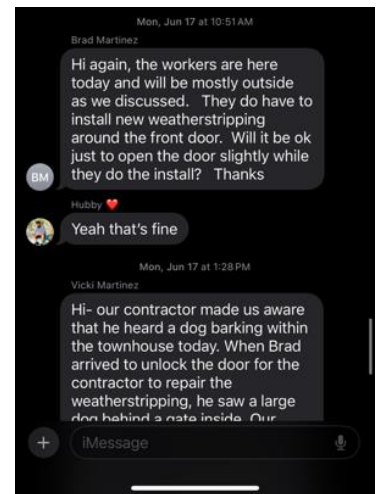 Mon, Jun 17 at 10:51 AM
Brad Martinez
Hi again, the workers are here
today and will be mostly outside
as we discussed. They do have to
install new weatherstripping
around the front door. Will it be ok
just to open the door slightly while
they do the install? Thanks
BM
Hubby ❤️
Yeah that's fine
Mon, Jun 17 at 1:28 PM
Vicki Martinez
Hi- our contractor made us aware
that he heard a dog barking within
the townhouse today. When Brad
arrived to unlock the door for the
contractor to repair the
weatherstripping, he saw a large
dog behind a gate inside. Our
iMessage